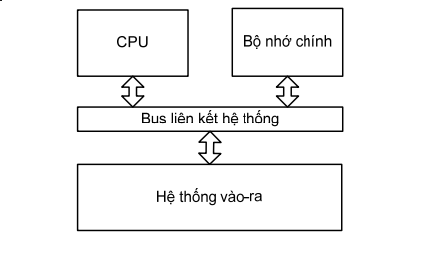 CPU
Bộ nhớ chính
Bus liên kết hệ thống
Hệ thống vào-ra